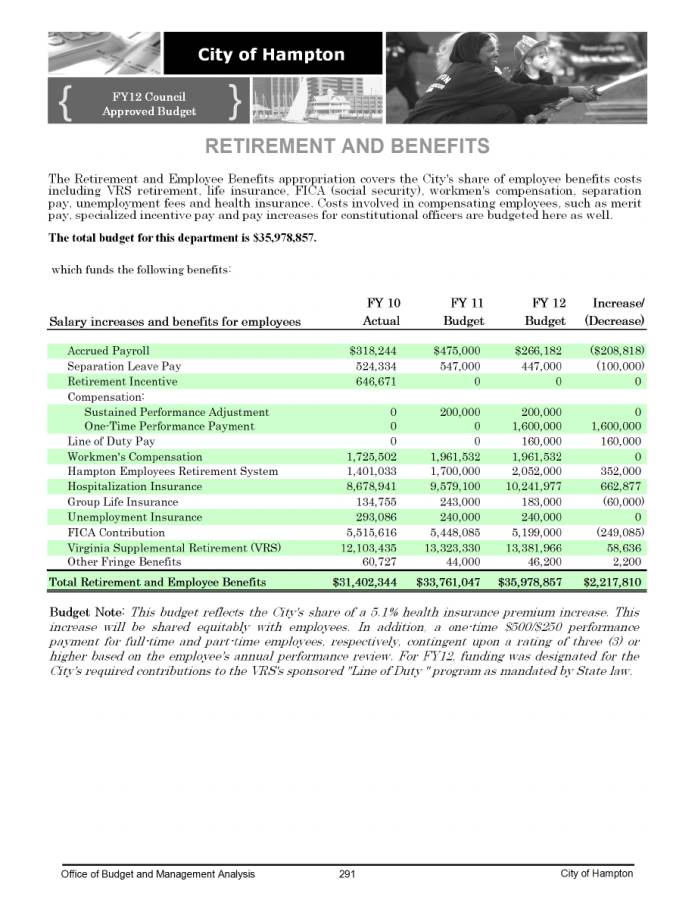 City of Hampton
FY12 Council
Approved Budget
RETIREMENT AND BENEFITS
The Retirement and Employee Benefits appropriation covers the City's share of employee benefits costs
including VRS retirement, life insurance, FICA (social security), workmen's compensation, separation
pay, unemployment fees and health insurance. Costs involved in compensating employees, such as merit
pay, specialized incentive pay and pay increases for constitutional officers are budgeted here as well.
The total budget for this department is $35,978,857.
which funds the following benefits:
FY 10 FY 11 FY 12 Increase/
Salary increases and benefits for employees Actual Budget Budget (Decrease)
Accrued Payroll $318,244 $475,000 $266,182 ($208,818)
Separation Leave Pay 524,334 547,000 447,000 (100,000)
Retirement Incentive 646,671 0 0 0
Compensation:
Sustained Performance Adjustment 0 200,000 200,000 0
One-Time Performance Payment 0 0 1,600,000 1,600,000
Line of Duty Pay 0 0 160,000 160,000
Workmen's Compensation 1,725,502 1,961,532 1,961,532 0
Hampton Employees Retirement System 1,401,033 1,700,000 2,052,000 352,000
Hospitalization Insurance 8,678,941 9,579,100 10,241,977 662,877
Group Life Insurance 134,755 243,000 183,000 (60,000)
Unemployment Insurance 293,086 240,000 240,000 0
FICA Contribution 5,515,616 5,448,085 5,199,000 (249,085)
Virginia Supplemental Retirement (VRS) 12,103,435 13,323,330 13,381,966 58,636
Other Fringe Benefits 60,727 44,000 46,200 2,200
Total Retirement and Employee Benefits $31,402,344 $33,761,047 $35,978,857 $2,217,810
Budget Note: This budget reflects the City's share of a 5.1% health insurance premium increase. This
increase will be shared equitably with employees. In addition, a one-time $500/$250 performance
payment for full-time and part-time employees, respectively, contingent upon a rating of three (3) or
higher based on the employee's annual performance review. For FY12, funding was designated for the
City's required contributions to the VRS's sponsored "Line of Duty " program as mandated by State law.
Office of Budget and Management Analysis 291 City of Hampton